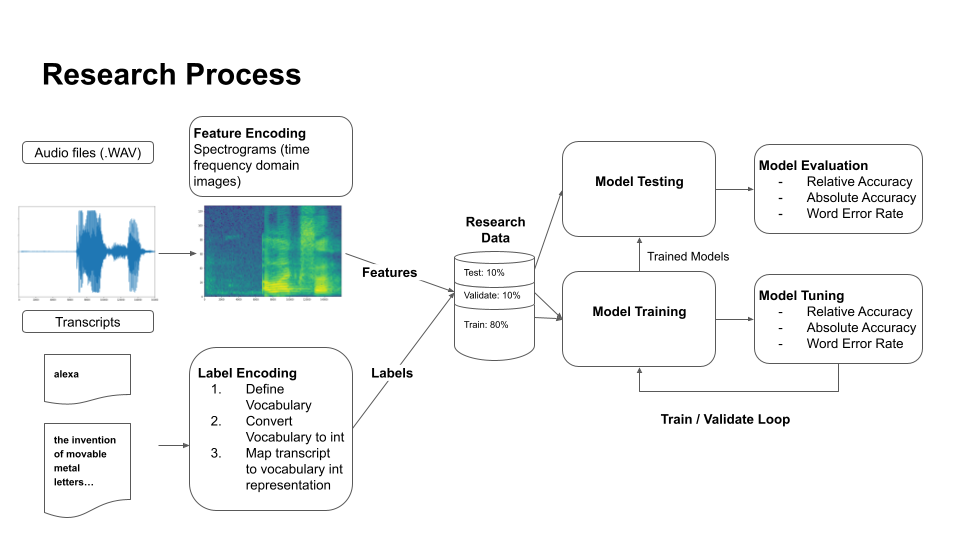 Research Process
Audio files (.WAV)
Transcripts
alexa
the invention
of movable
metal
letters…
Feature Encoding
Spectrograms (time
frequency domain
images)
Label Encoding
1. Define
Vocabulary
2. Convert
Vocabulary to int
3. Map transcript
to vocabulary int
representation
Features
Labels
Research
Data
Test: 10%
Validate: 10%
Train: 80%
Model Testing
Trained Models
Model Training
Model Evaluation
- Relative Accuracy
- Absolute Accuracy
- Word Error Rate
Model Tuning
- Relative Accuracy
- Absolute Accuracy
- Word Error Rate
Train / Validate Loop